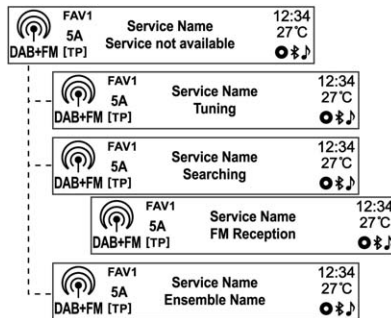 FAV1 Service Name 12:34
5A Service not available 27℃
DAB+FM [TP]
FAV1 Service Name 12:34
5A Tuning 27℃
DAB+FM [TP]
FAV1 Service Name 12:34
5A Searching 27℃
DAB+FM [TP]
FAV1 Service Name 12:34
5A FM Reception 27℃
DAB+FM [TP]
FAV1 Service Name 12:34
5A Ensemble Name 27℃
DAB+FM [TP]